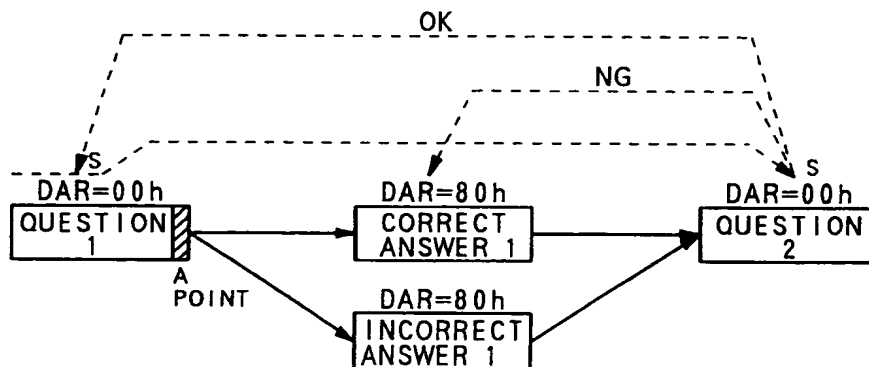 OK
NG
S
S
DAR=00h
DAR=80h
DAR=00h
QUESTION
1
CORRECT
ANSWER 1
QUESTION
2
A
POINT
DAR=80h
INCORRECT
ANSWER 1